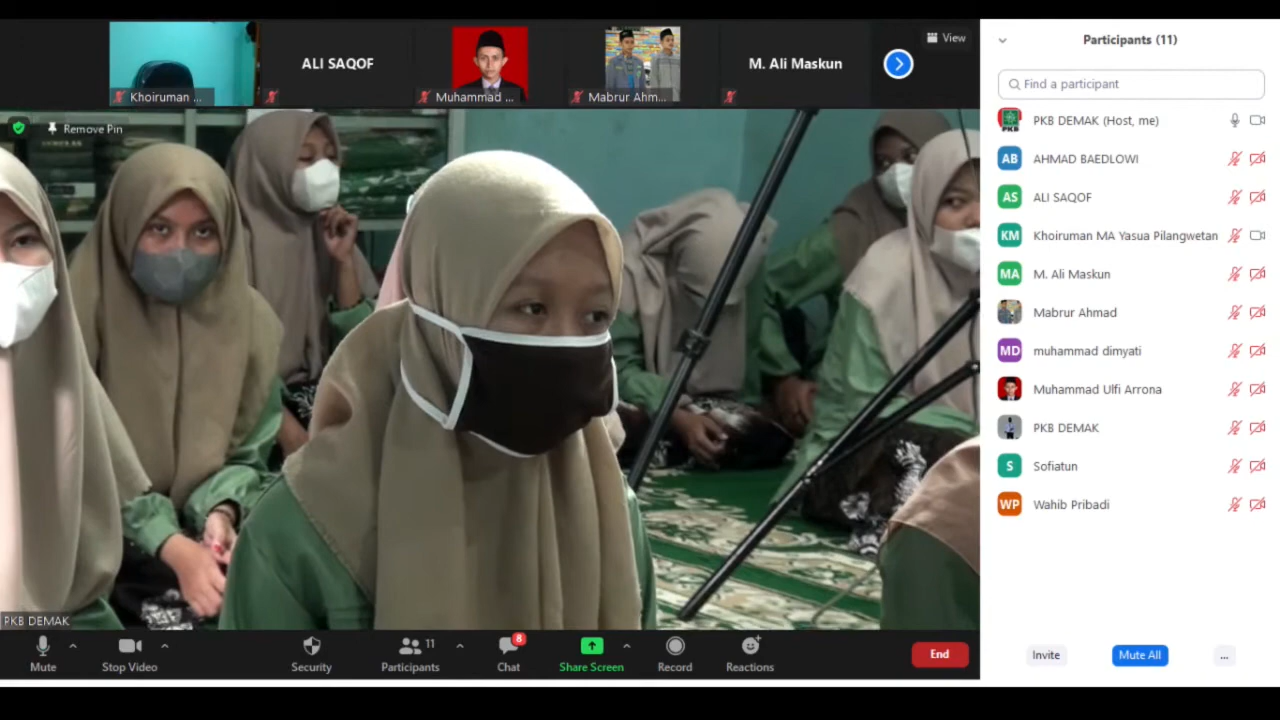 View
Khoiruman ...
ALI SAQOF
Muhammad ...
Mabrur Ahm...
M. Ali Maskun
Remove Pin
PKB DEMAK
Mute
Stop Video
Security
11
Participants
8
Chat
Share Screen
Record
Reactions
End
Participants (11)
Find a participant
PKB
PKB DEMAK (Host, me)
AB
AHMAD BAEDLOWI
AS
ALI SAQOF
KM
Khoiruman MA Yasua Pilangwetan
MA
M. Ali Maskun
Mabrur Ahmad
MD
muhammad dimyati
Muhammad Ulfi Arrona
PKB DEMAK
S
Sofiatun
WP
Wahib Pribadi
Invite
Mute All
...